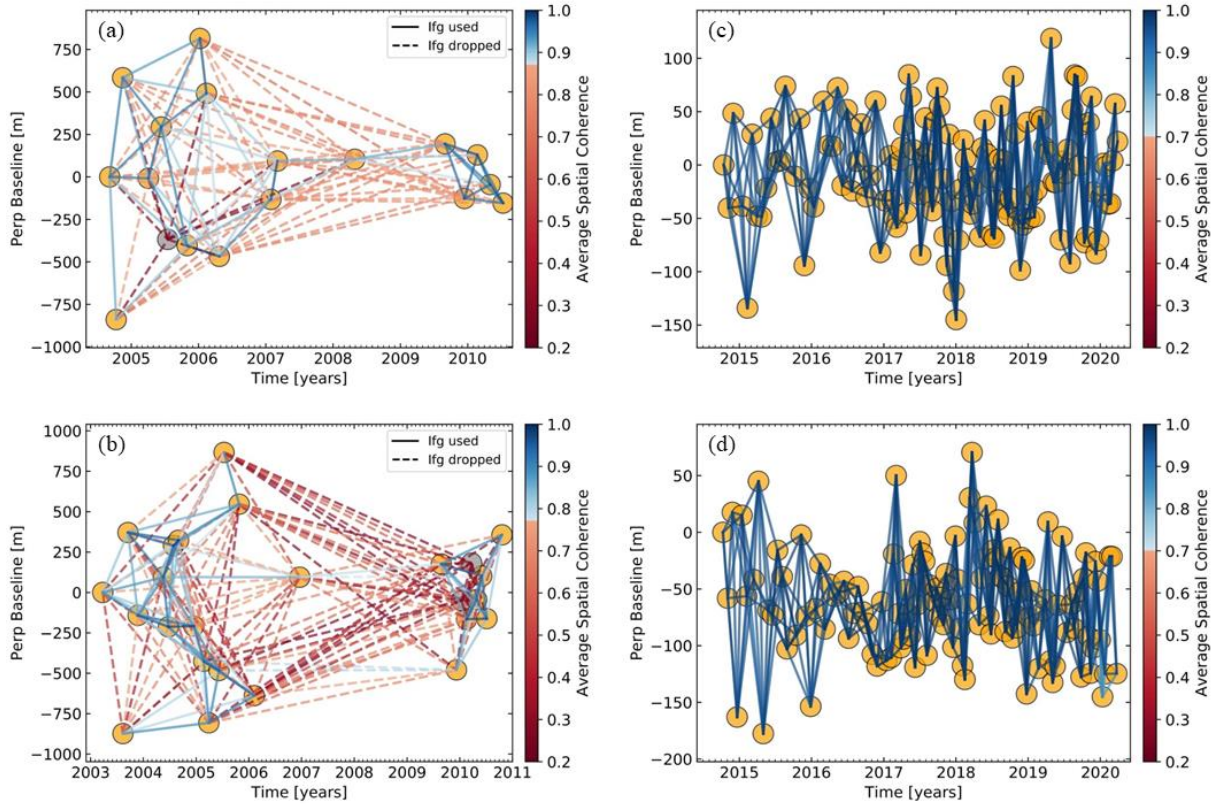 (a)
Ifg used
Ifg dropped
Perp Baseline [m]
750
500
250
0
−250
−500
−750
−1000
2005 2006 2007 2008 2009 2010
Time [years]
1.0
0.9
0.8
0.7
0.6
0.5
0.4
0.3
0.2
Average Spatial Coherence
(c)
Perp Baseline [m]
100
50
0
−50
−100
−150
2015 2016 2017 2018 2019 2020
Time [years]
1.0
0.9
0.8
0.7
0.6
0.5
0.4
0.3
0.2
Average Spatial Coherence
(b)
Ifg used
Ifg dropped
Perp Baseline [m]
1000
750
500
250
0
−250
−500
−750
−1000
2003 2004 2005 2006 2007 2008 2009 2010 2011
Time [years]
1.0
0.9
0.8
0.7
0.6
0.5
0.4
0.3
0.2
Average Spatial Coherence
(d)
Perp Baseline [m]
50
0
−50
−100
−150
−200
2015 2016 2017 2018 2019 2020
Time [years]
1.0
0.9
0.8
0.7
0.6
0.5
0.4
0.3
0.2
Average Spatial Coherence